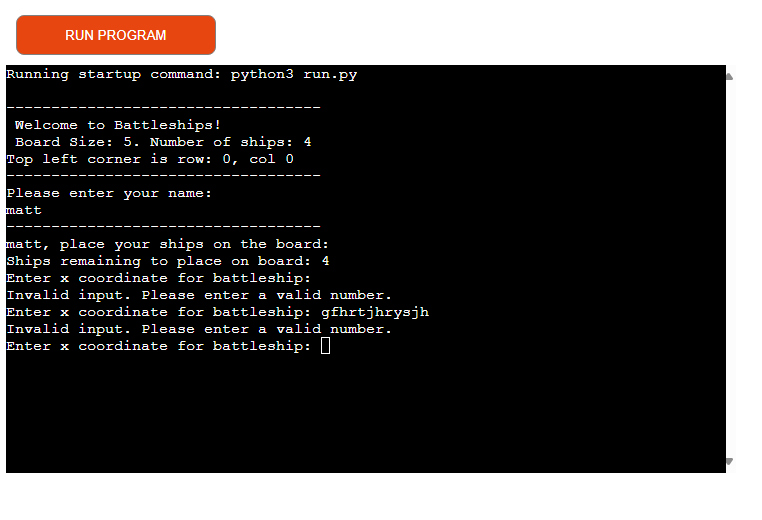 RUN PROGRAM
Running startup command: python3 run.py
-----------------------------------
Welcome to Battleships!
Board Size: 5. Number of ships: 4
Top left corner is row: 0, col 0
-----------------------------------
Please enter your name:
matt
-----------------------------------
matt, place your ships on the board:
Ships remaining to place on board: 4
Enter x coordinate for battleship:
Invalid input. Please enter a valid number.
Enter x coordinate for battleship: gfhrtjhrysjh
Invalid input. Please enter a valid number.
Enter x coordinate for battleship: